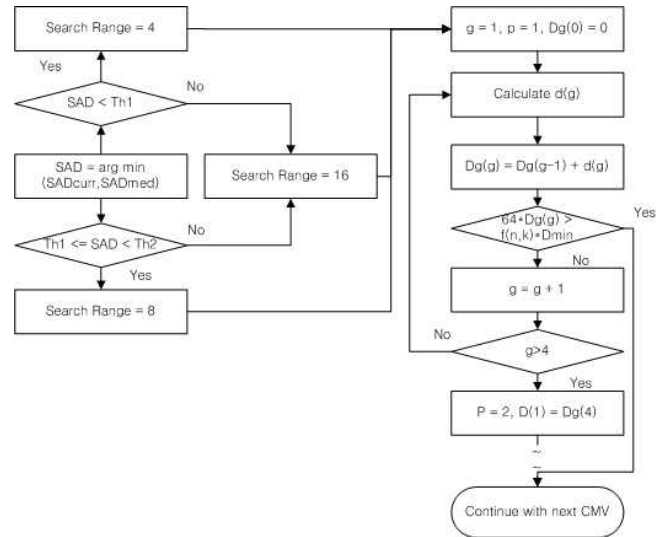 Search Range = 4
Yes
No
SAD < Th1
SAD = arg min
(SADcurr,SADmed)
Search Range = 16
Th1 <= SAD < Th2
No
Yes
Search Range = 8
g = 1, p = 1, Dg(0) = 0
Calculate d(g)
Dg(g) = Dg(g-1) + d(g)
64*Dg(g) >
f(n,k)*Dmin
Yes
No
g = g + 1
No
g>4
Yes
P = 2, D(1) = Dg(4)
~
~
Continue with next CMV